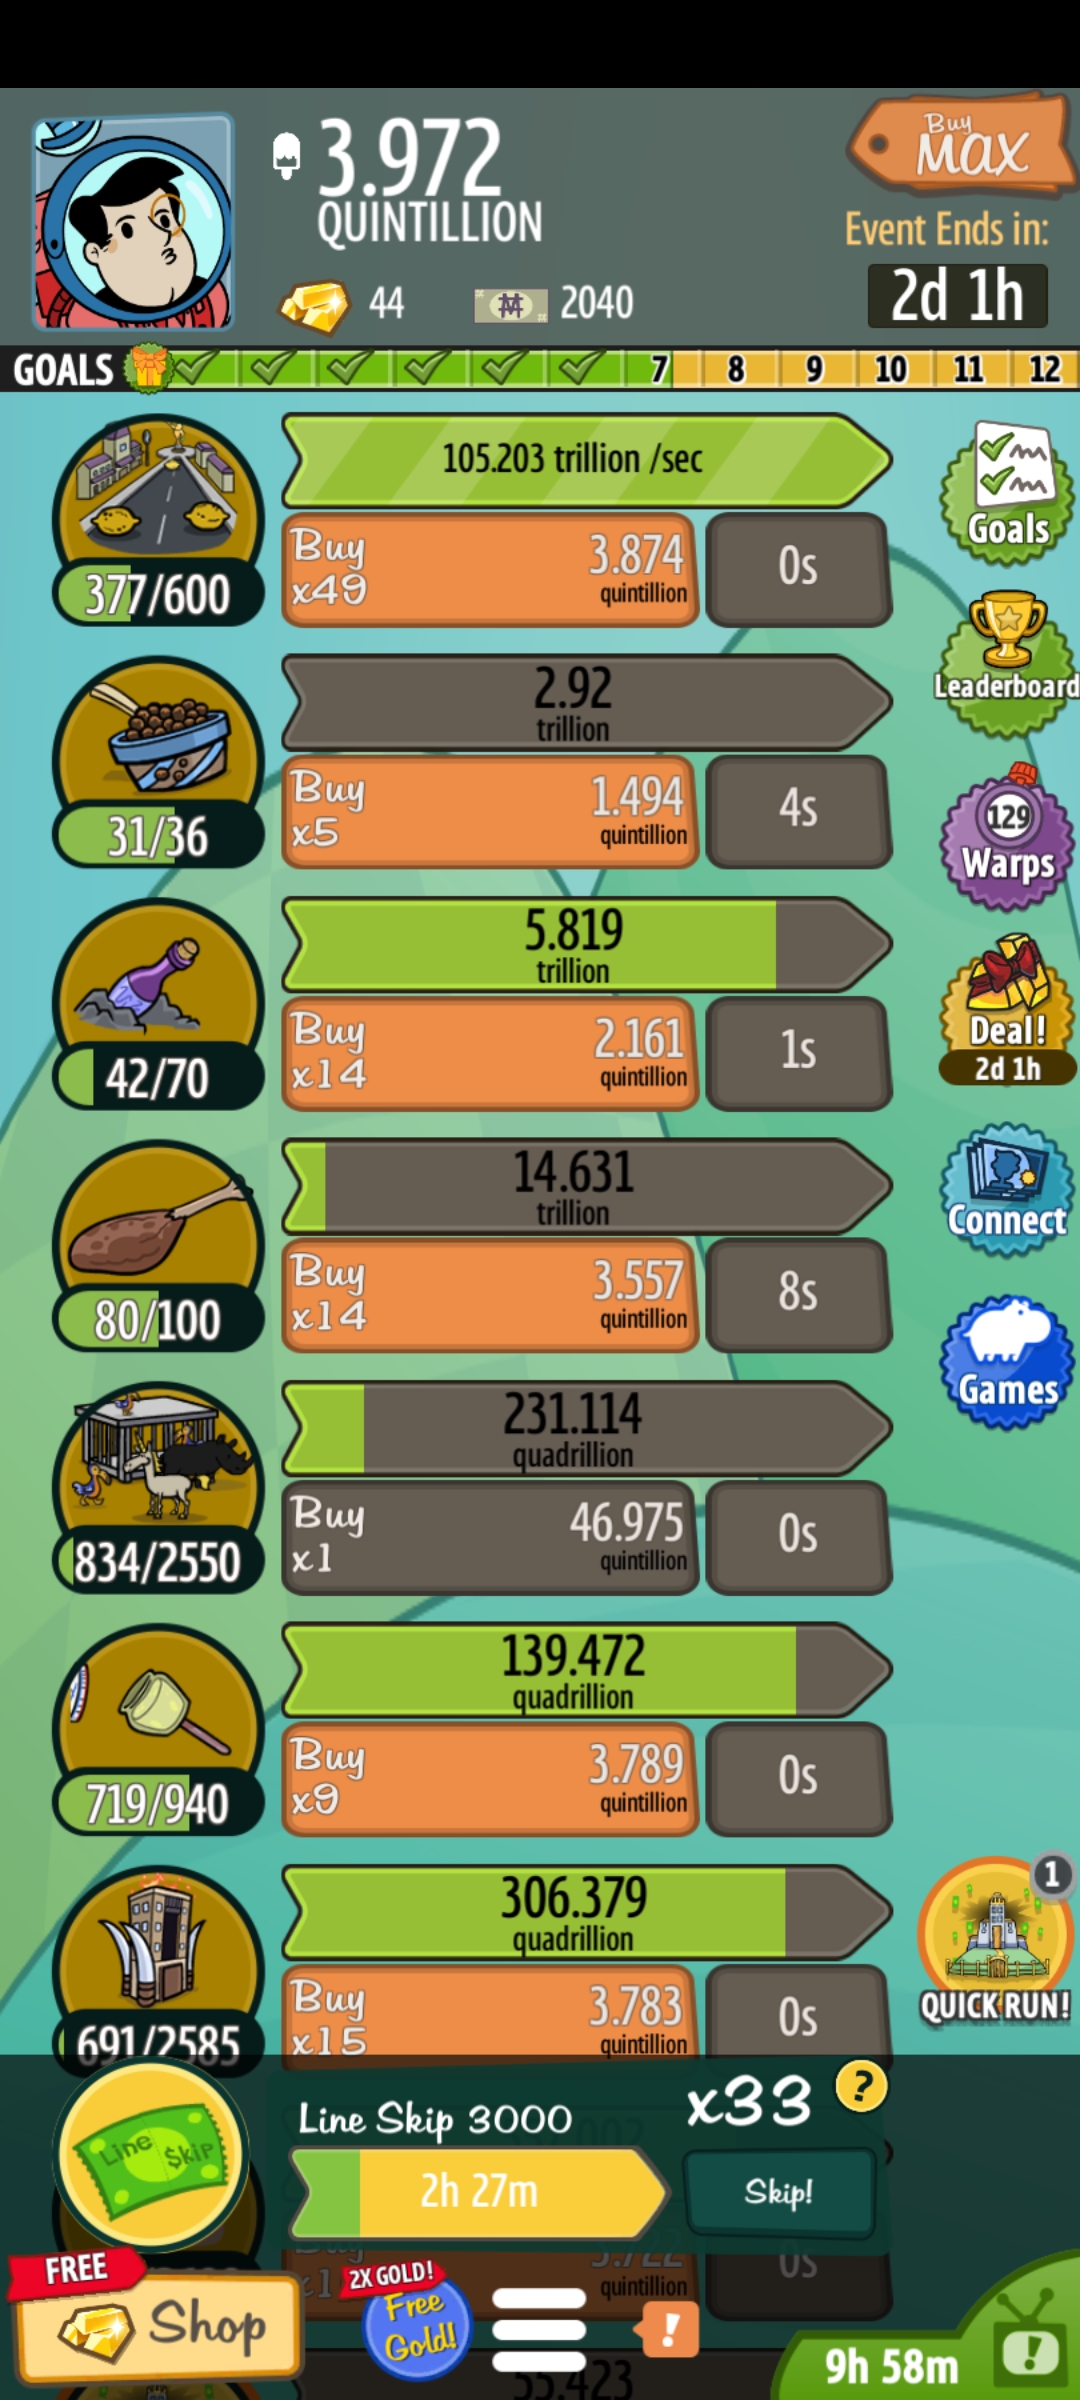 3.972
QUINTILLION
Buy
MAX
Event Ends in:
2d 1h
44
2040
GOALS
7
8
9
10
11
12
105.203 trillion /sec
Buy
x49
3.874
quintillion
0s
377/600
Goals
Leaderboard
2.92
trillion
Buy
x5
1.494
quintillion
4s
31/36
129
Warps
5.819
trillion
Buy
x14
2.161
quintillion
1s
42/70
Deal!
2d 1h
14.631
trillion
Buy
x14
3.557
quintillion
8s
80/100
Connect
Games
231.114
quadrillion
Buy
x1
46.975
quintillion
0s
834/2550
139.472
quadrillion
Buy
x9
3.789
quintillion
0s
719/940
306.379
quadrillion
Buy
x15
3.783
quintillion
0s
691/2585
1
QUICK RUN!
Line Skip
Line Skip 3000
x33
?
2h 27m
Skip!
3.722
quintillion
0s
FREE
Shop
2X GOLD!
Free
Gold!
!
55.423
9h 58m
!